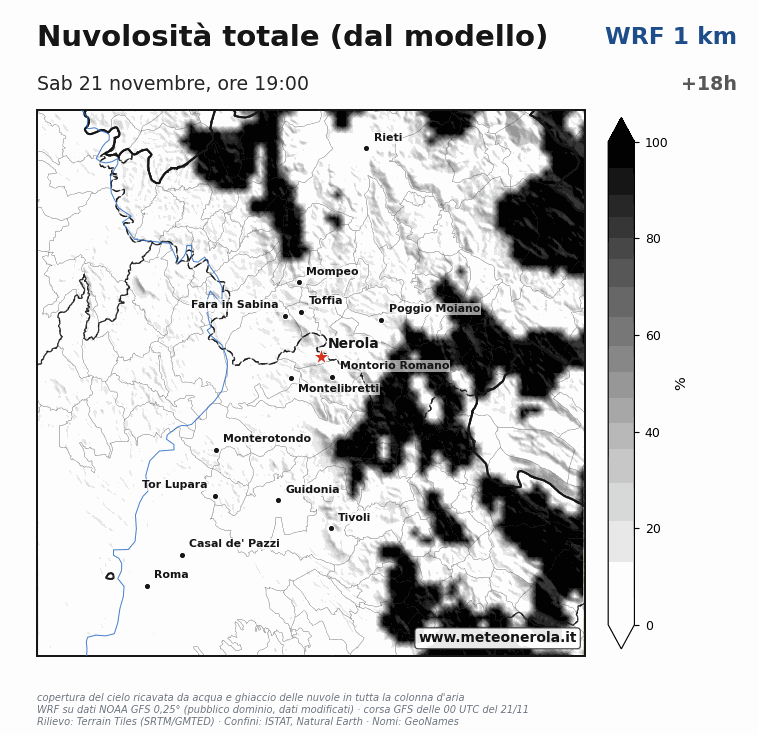 Nuvolosità totale (dal modello)
WRF 1 km
Sab 21 novembre, ore 19:00
+18h
Rieti
Mompeo
Toffia
Fara in Sabina
Poggio Moiano
Nerola
Montorio Romano
Montelibretti
Monterotondo
Tor Lupara
Guidonia
Tivoli
Casal de' Pazzi
Roma
www.meteonerola.it
100
80
60
40
20
0
%
copertura del cielo ricavata da acqua e ghiaccio delle nuvole in tutta la colonna d'aria
WRF su dati NOAA GFS 0,25° (pubblico dominio, dati modificati) · corsa GFS delle 00 UTC del 21/11
Rilievo: Terrain Tiles (SRTM/GMTED) · Confini: ISTAT, Natural Earth · Nomi: GeoNames